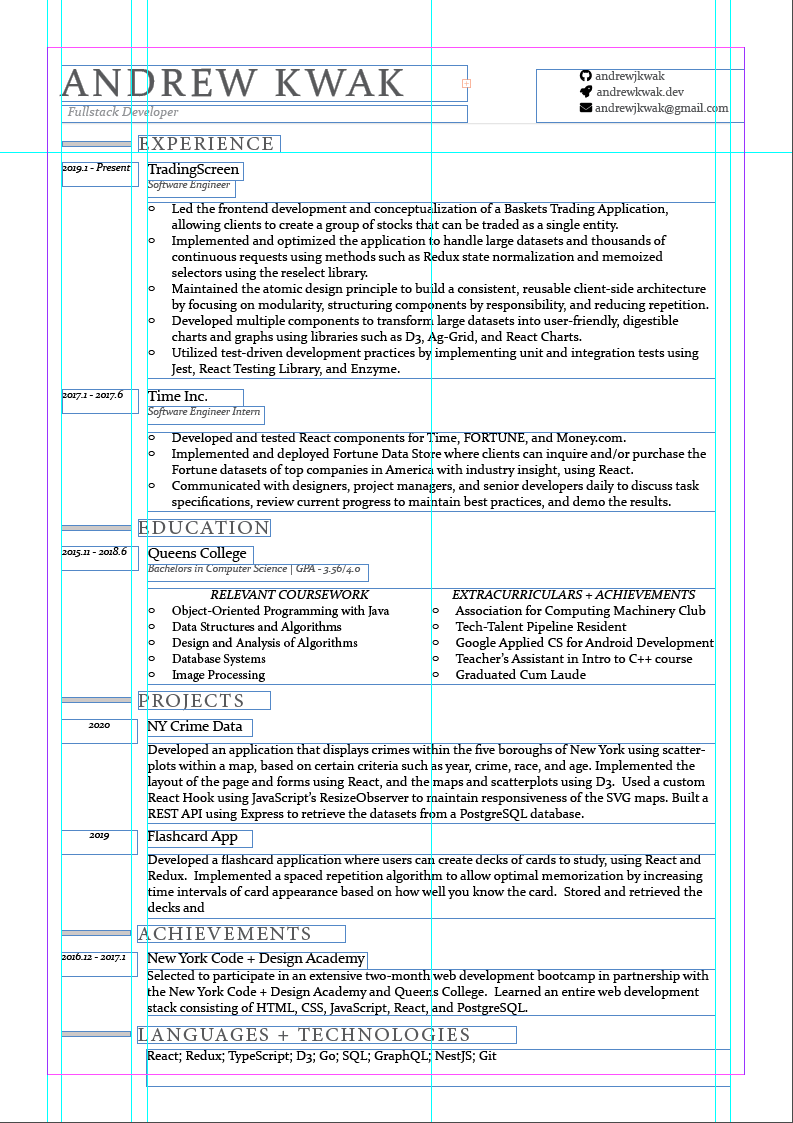 ANDREW KWAK
Fullstack Developer
andrewjkwak
andrewkwak.dev
andrewjkwak@gmail.com
EXPERIENCE
2019.1 - Present
TradingScreen
Software Engineer
Led the frontend development and conceptualization of a Baskets Trading Application,
allowing clients to create a group of stocks that can be traded as a single entity.
Implemented and optimized the application to handle large datasets and thousands of
continuous requests using methods such as Redux state normalization and memoized
selectors using the reselect library.
Maintained the atomic design principle to build a consistent, reusable client-side architecture
by focusing on modularity, structuring components by responsibility, and reducing repetition.
Developed multiple components to transform large datasets into user-friendly, digestible
charts and graphs using libraries such as D3, Ag-Grid, and React Charts.
Utilized test-driven development practices by implementing unit and integration tests using
Jest, React Testing Library, and Enzyme.
2017.1 - 2017.6
Time Inc.
Software Engineer Intern
Developed and tested React components for Time, FORTUNE, and Money.com.
Implemented and deployed Fortune Data Store where clients can inquire and/or purchase the
Fortune datasets of top companies in America with industry insight, using React.
Communicated with designers, project managers, and senior developers daily to discuss task
specifications, review current progress to maintain best practices, and demo the results.
EDUCATION
2015.11 - 2018.6
Queens College
Bachelors in Computer Science | GPA - 3.56/4.0
RELEVANT COURSEWORK
Object-Oriented Programming with Java
Data Structures and Algorithms
Design and Analysis of Algorithms
Database Systems
Image Processing
EXTRACURRICULARS + ACHIEVEMENTS
Association for Computing Machinery Club
Tech-Talent Pipeline Resident
Google Applied CS for Android Development
Teacher's Assistant in Intro to C++ course
Graduated Cum Laude
PROJECTS
2020
NY Crime Data
Developed an application that displays crimes within the five boroughs of New York using scatter-
plots within a map, based on certain criteria such as year, crime, race, and age. Implemented the
layout of the page and forms using React, and the maps and scatterplots using D3.  Used a custom
React Hook using JavaScript's ResizeObserver to maintain responsiveness of the SVG maps. Built a
REST API using Express to retrieve the datasets from a PostgreSQL database.
2019
Flashcard App
Developed a flashcard application where users can create decks of cards to study, using React and
Redux.  Implemented a spaced repetition algorithm to allow optimal memorization by increasing
time intervals of card appearance based on how well you know the card.  Stored and retrieved the
decks and
ACHIEVEMENTS
2016.12 - 2017.1
New York Code + Design Academy
Selected to participate in an extensive two-month web development bootcamp in partnership with
the New York Code + Design Academy and Queens College.  Learned an entire web development
stack consisting of HTML, CSS, JavaScript, React, and PostgreSQL.
LANGUAGES + TECHNOLOGIES
React; Redux; TypeScript; D3; Go; SQL; GraphQL; NestJS; Git